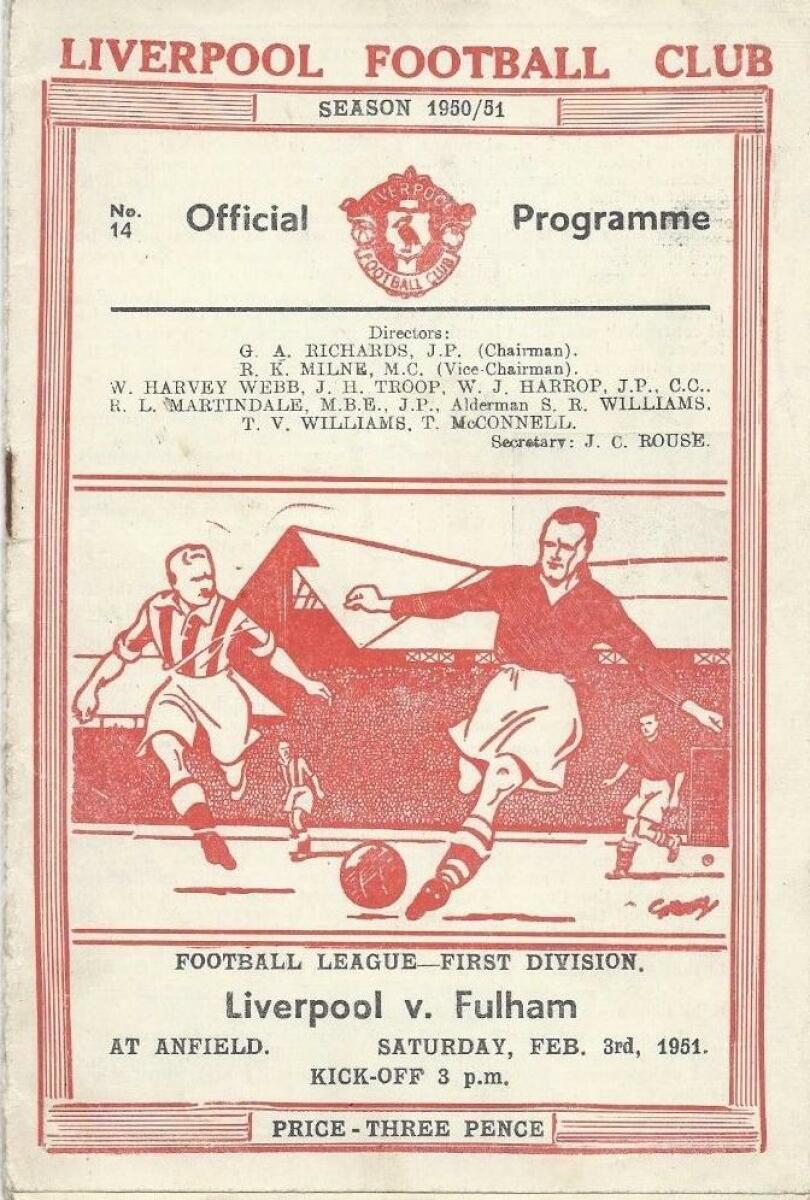 LIVERPOOL FOOTBALL CLUB
SEASON 1950/51
No. 14 Official Programme
LIVERPOOL
FOOTBALL CLUB
Directors:
G. A. RICHARDS, J.P. (Chairman).
R. K. MILNE, M.C. (Vice-Chairman).
W. HARVEY WEBB, J. H. TROOP, W. J. HARROP, J.P., C.C.,
R. L. MARTINDALE, M.B.E., J.P., Alderman S. R. WILLIAMS,
T. V. WILLIAMS, T. McCONNELL.
Secretary: J. C. ROUSE.
FOOTBALL LEAGUE—FIRST DIVISION.
Liverpool v. Fulham
AT ANFIELD. SATURDAY, FEB. 3rd, 1951.
KICK-OFF 3 p.m.
PRICE - THREE PENCE